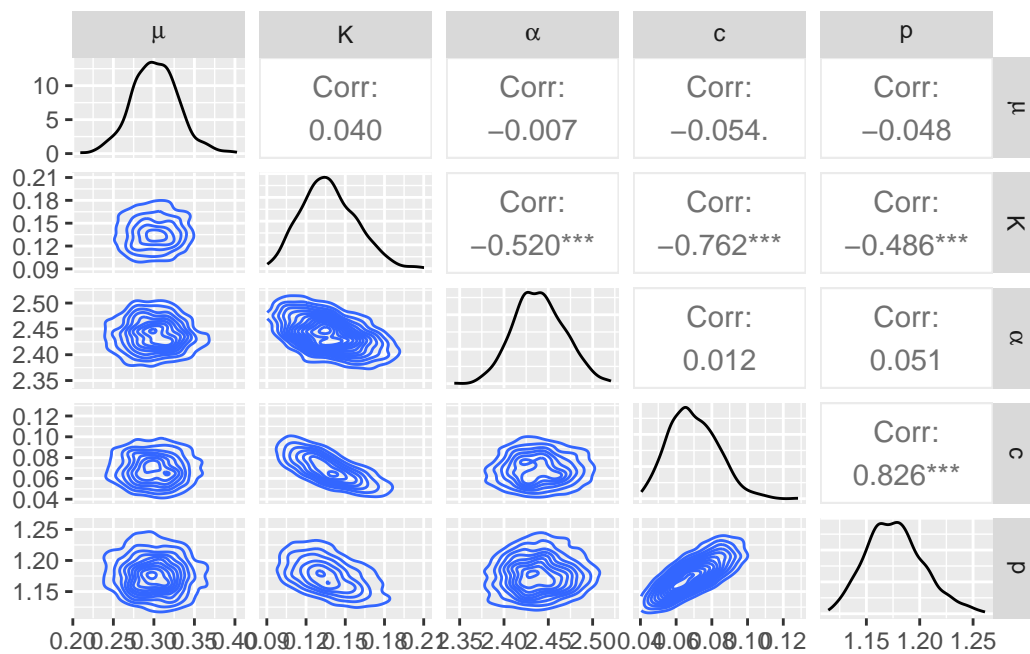 μ K α c p
10
5
0
Corr:
0.040
Corr:
−0.007
Corr:
−0.054.
Corr:
−0.048
μ
0.21
0.18
0.15
0.12
0.09
Corr:
−0.520***
Corr:
−0.762***
Corr:
−0.486***
K
2.50
2.45
2.40
2.35
Corr:
0.012
Corr:
0.051
α
0.12
0.10
0.08
0.06
0.04
Corr:
0.826***
c
1.25
1.20
1.15
p
0.20 0.25 0.30 0.35 0.40 0.09 0.12 0.15 0.18 0.21 2.35 2.40 2.45 2.50 0.04 0.06 0.08 0.10 0.12 1.15 1.20 1.25